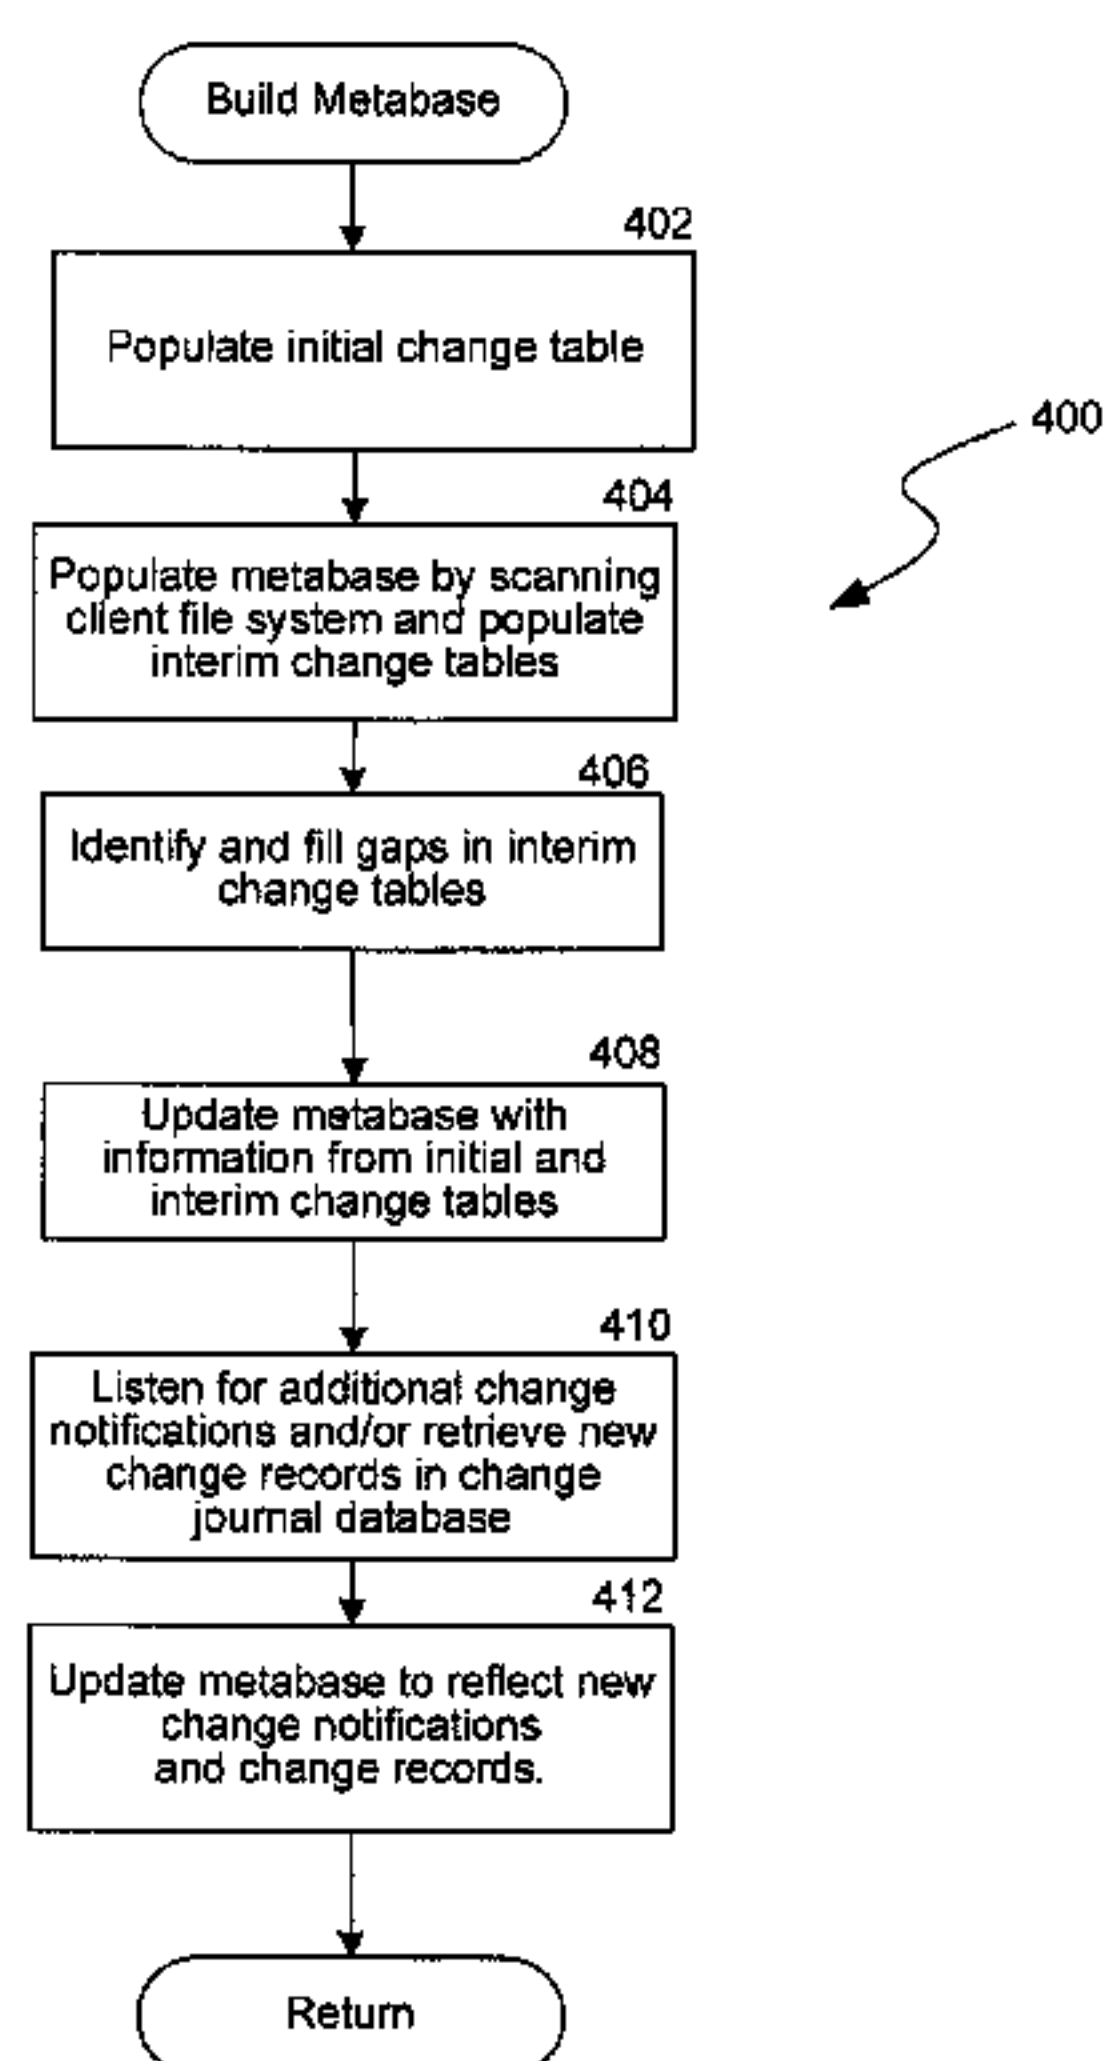 Build Metabase
402
Populate initial change table
400
404
Populate metabase by scanning
client file system and populate
interim change tables
406
Identify and fill gaps in interim
change tables
408
Update metabase with
information from initial and
interim change tables
410
Listen for additional change
notifications and/or retrieve new
change records in change
journal database
412
Update metabase to reflect new
change notifications
and change records.
Return